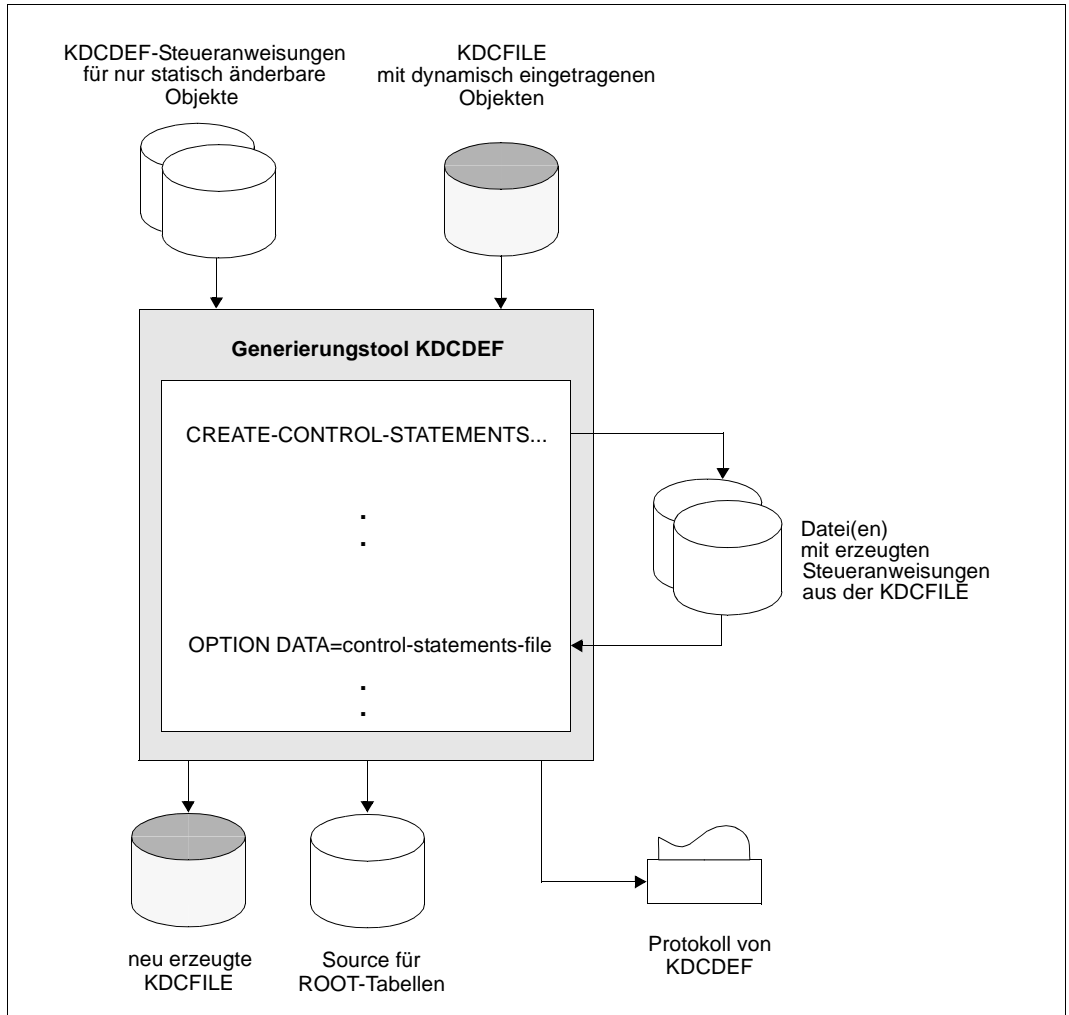 KDCDEF-Steueranweisungen
für nur statisch änderbare
Objekte
KDCFILE
mit dynamisch eingetragenen
Objekten
Generierungstool KDCDEF
CREATE-CONTROL-STATEMENTS...
.
.
Datei(en)
mit erzeugten
Steueranweisungen
aus der KDCFILE
OPTION DATA=control-statements-file
.
.
neu erzeugte
KDCFILE
Source für
ROOT-Tabellen
Protokoll von
KDCDEF